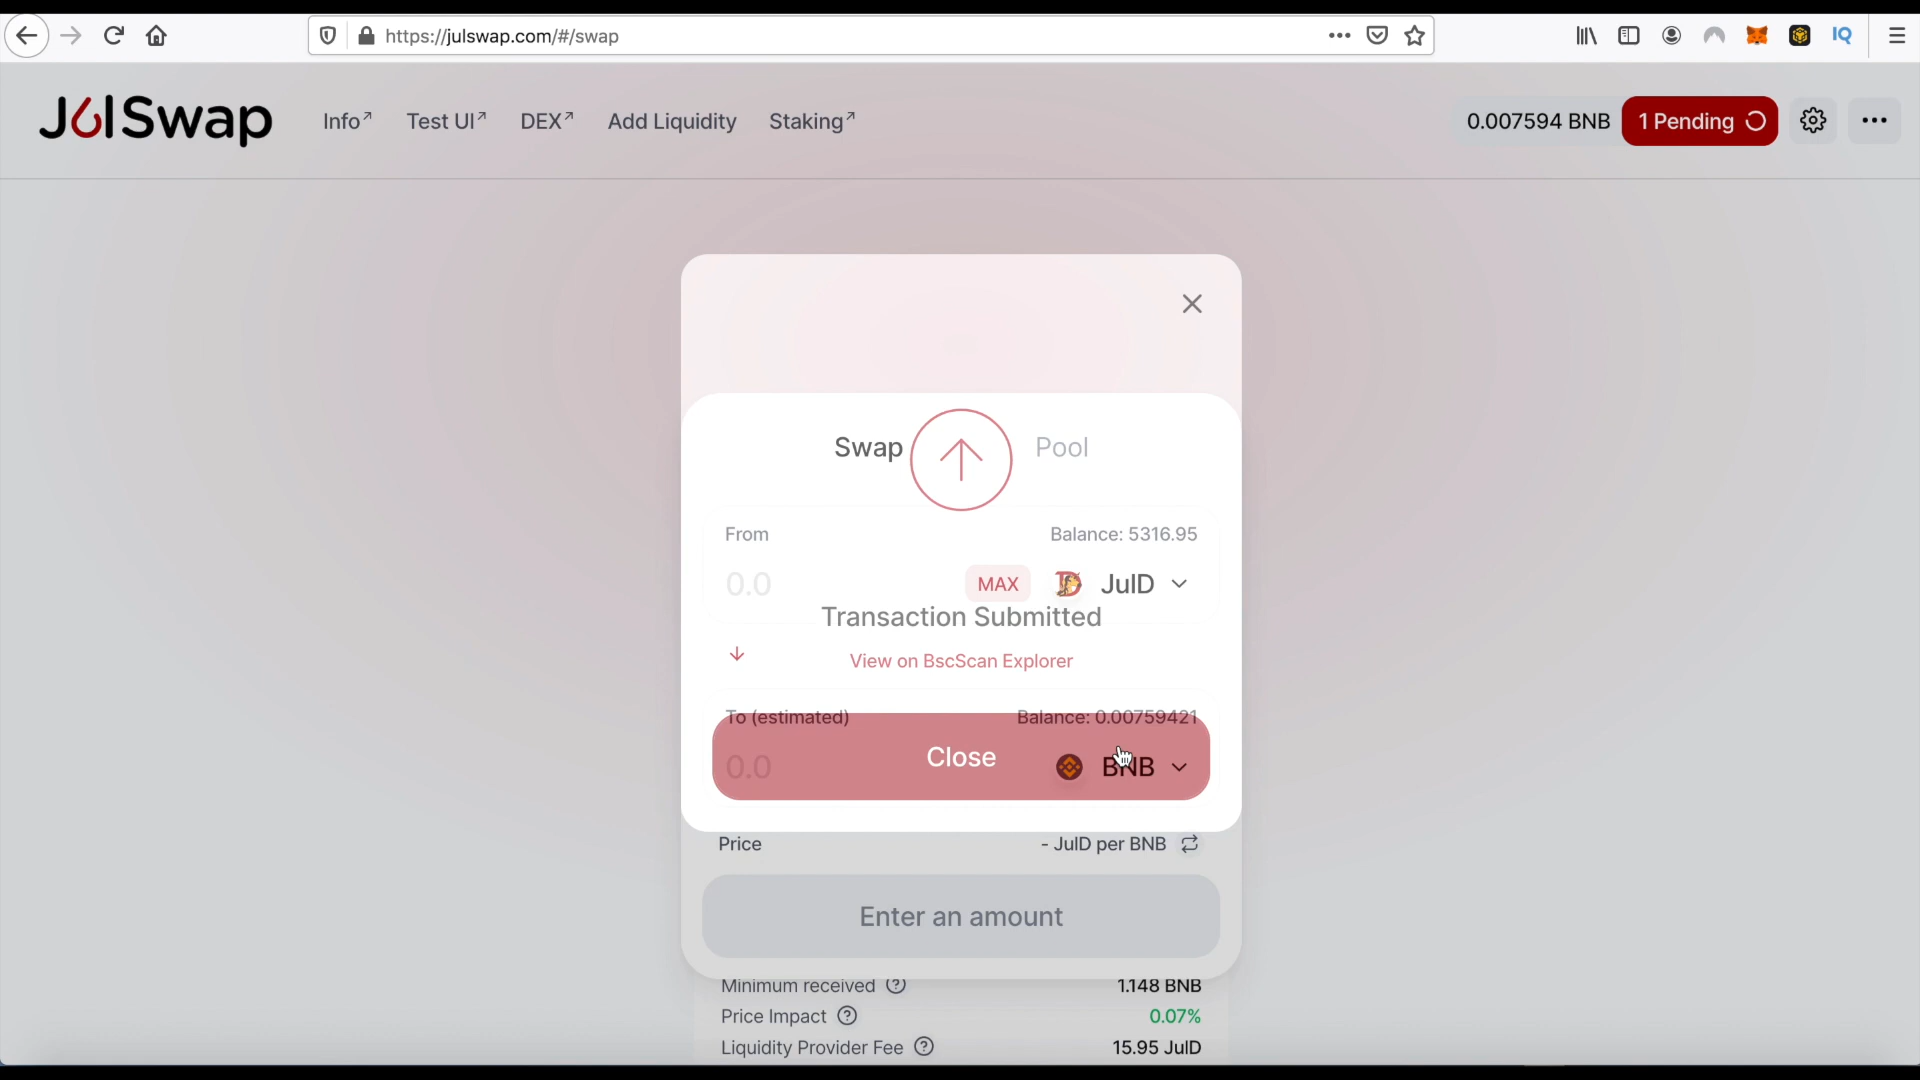 https://julswap.com/#/swap
IQ
JulSwap
Info↗ Test UI↗ DEX↗ Add Liquidity Staking↗
0.007594 BNB 1 Pending
Swap Pool
From Balance: 5316.95
0.0 MAX JulD
Transaction Submitted
View on BscScan Explorer
To (estimated) Balance: 0.00759421
0.0 Close BNB
Price - JulD per BNB
Enter an amount
Minimum received ? 1.148 BNB
Price Impact ? 0.07%
Liquidity Provider Fee ? 15.95 JulD